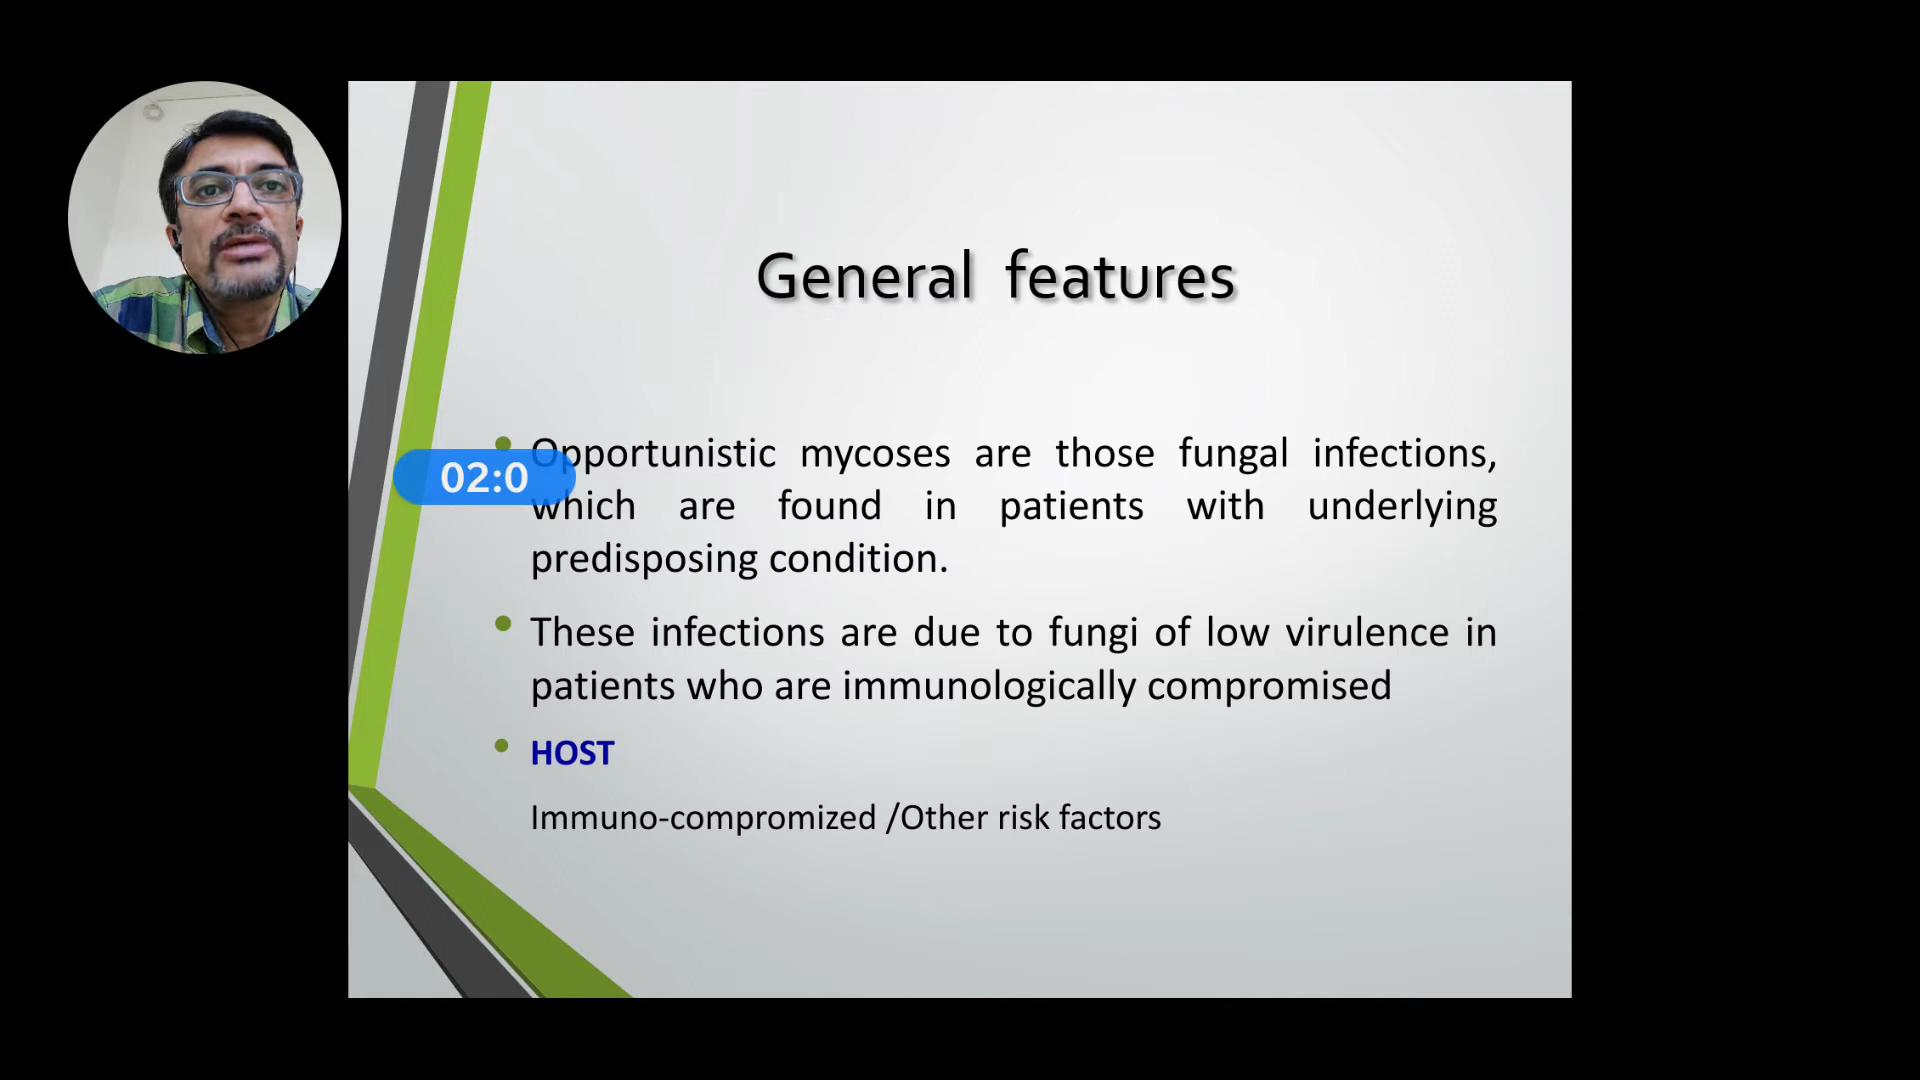 General features
Opportunistic mycoses are those fungal infections,
which are found in patients with underlying
predisposing condition.
These infections are due to fungi of low virulence in
patients who are immunologically compromised
HOST
Immuno-compromized /Other risk factors
02:0